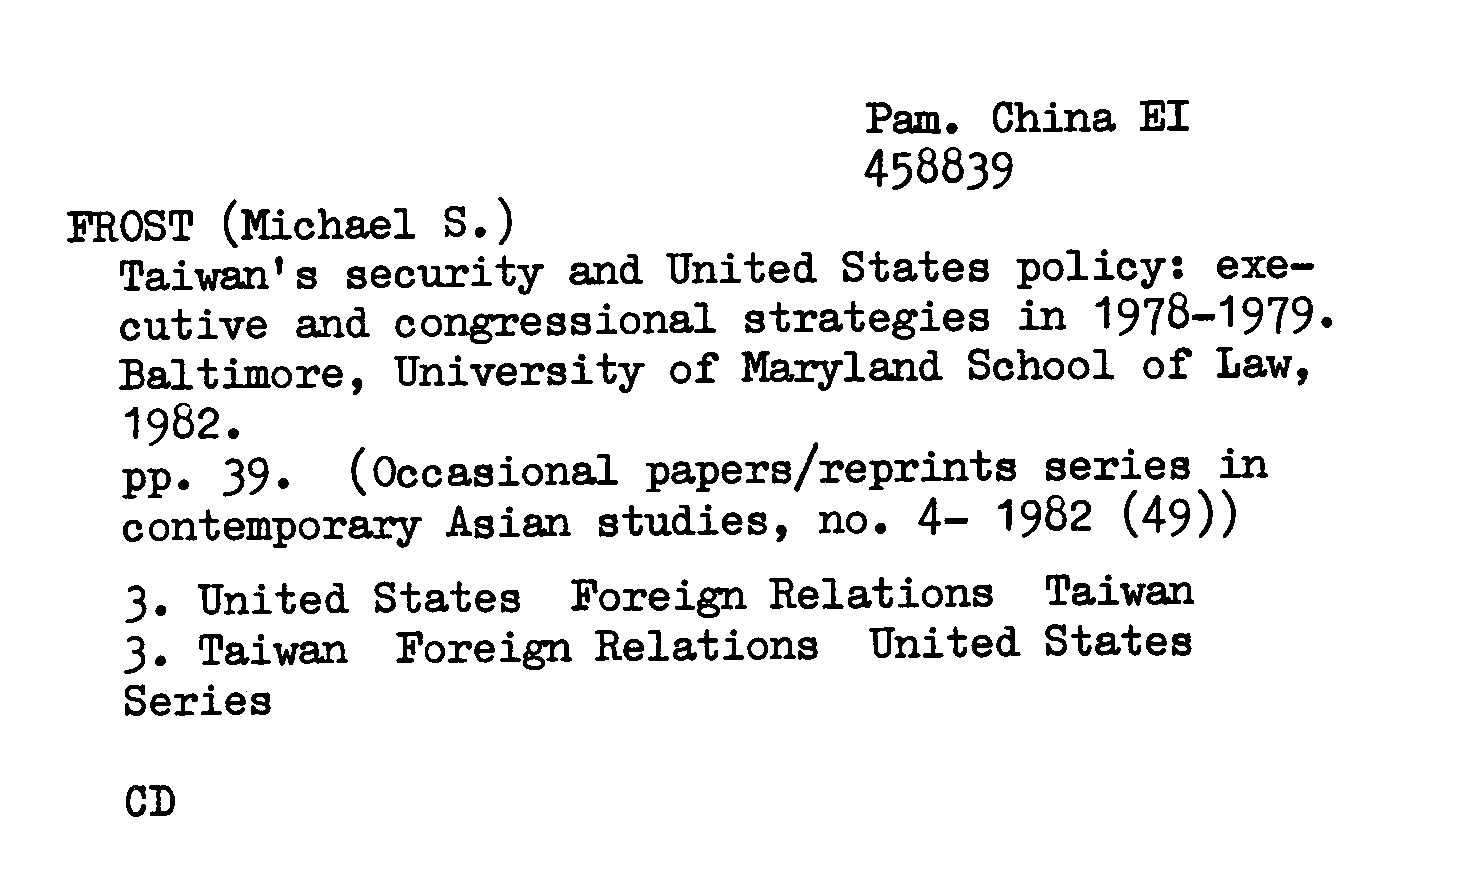 Pam. China EI
458839
FROST (Michael S.)
Taiwan's security and United States policy: exe-
cutive and congressional strategies in 1978-1979.
Baltimore, University of Maryland School of Law,
1982.
pp. 39. (Occasional papers/reprints series in
contemporary Asian studies, no. 4- 1982 (49))
3. United States Foreign Relations Taiwan
3. Taiwan Foreign Relations United States
Series
CD